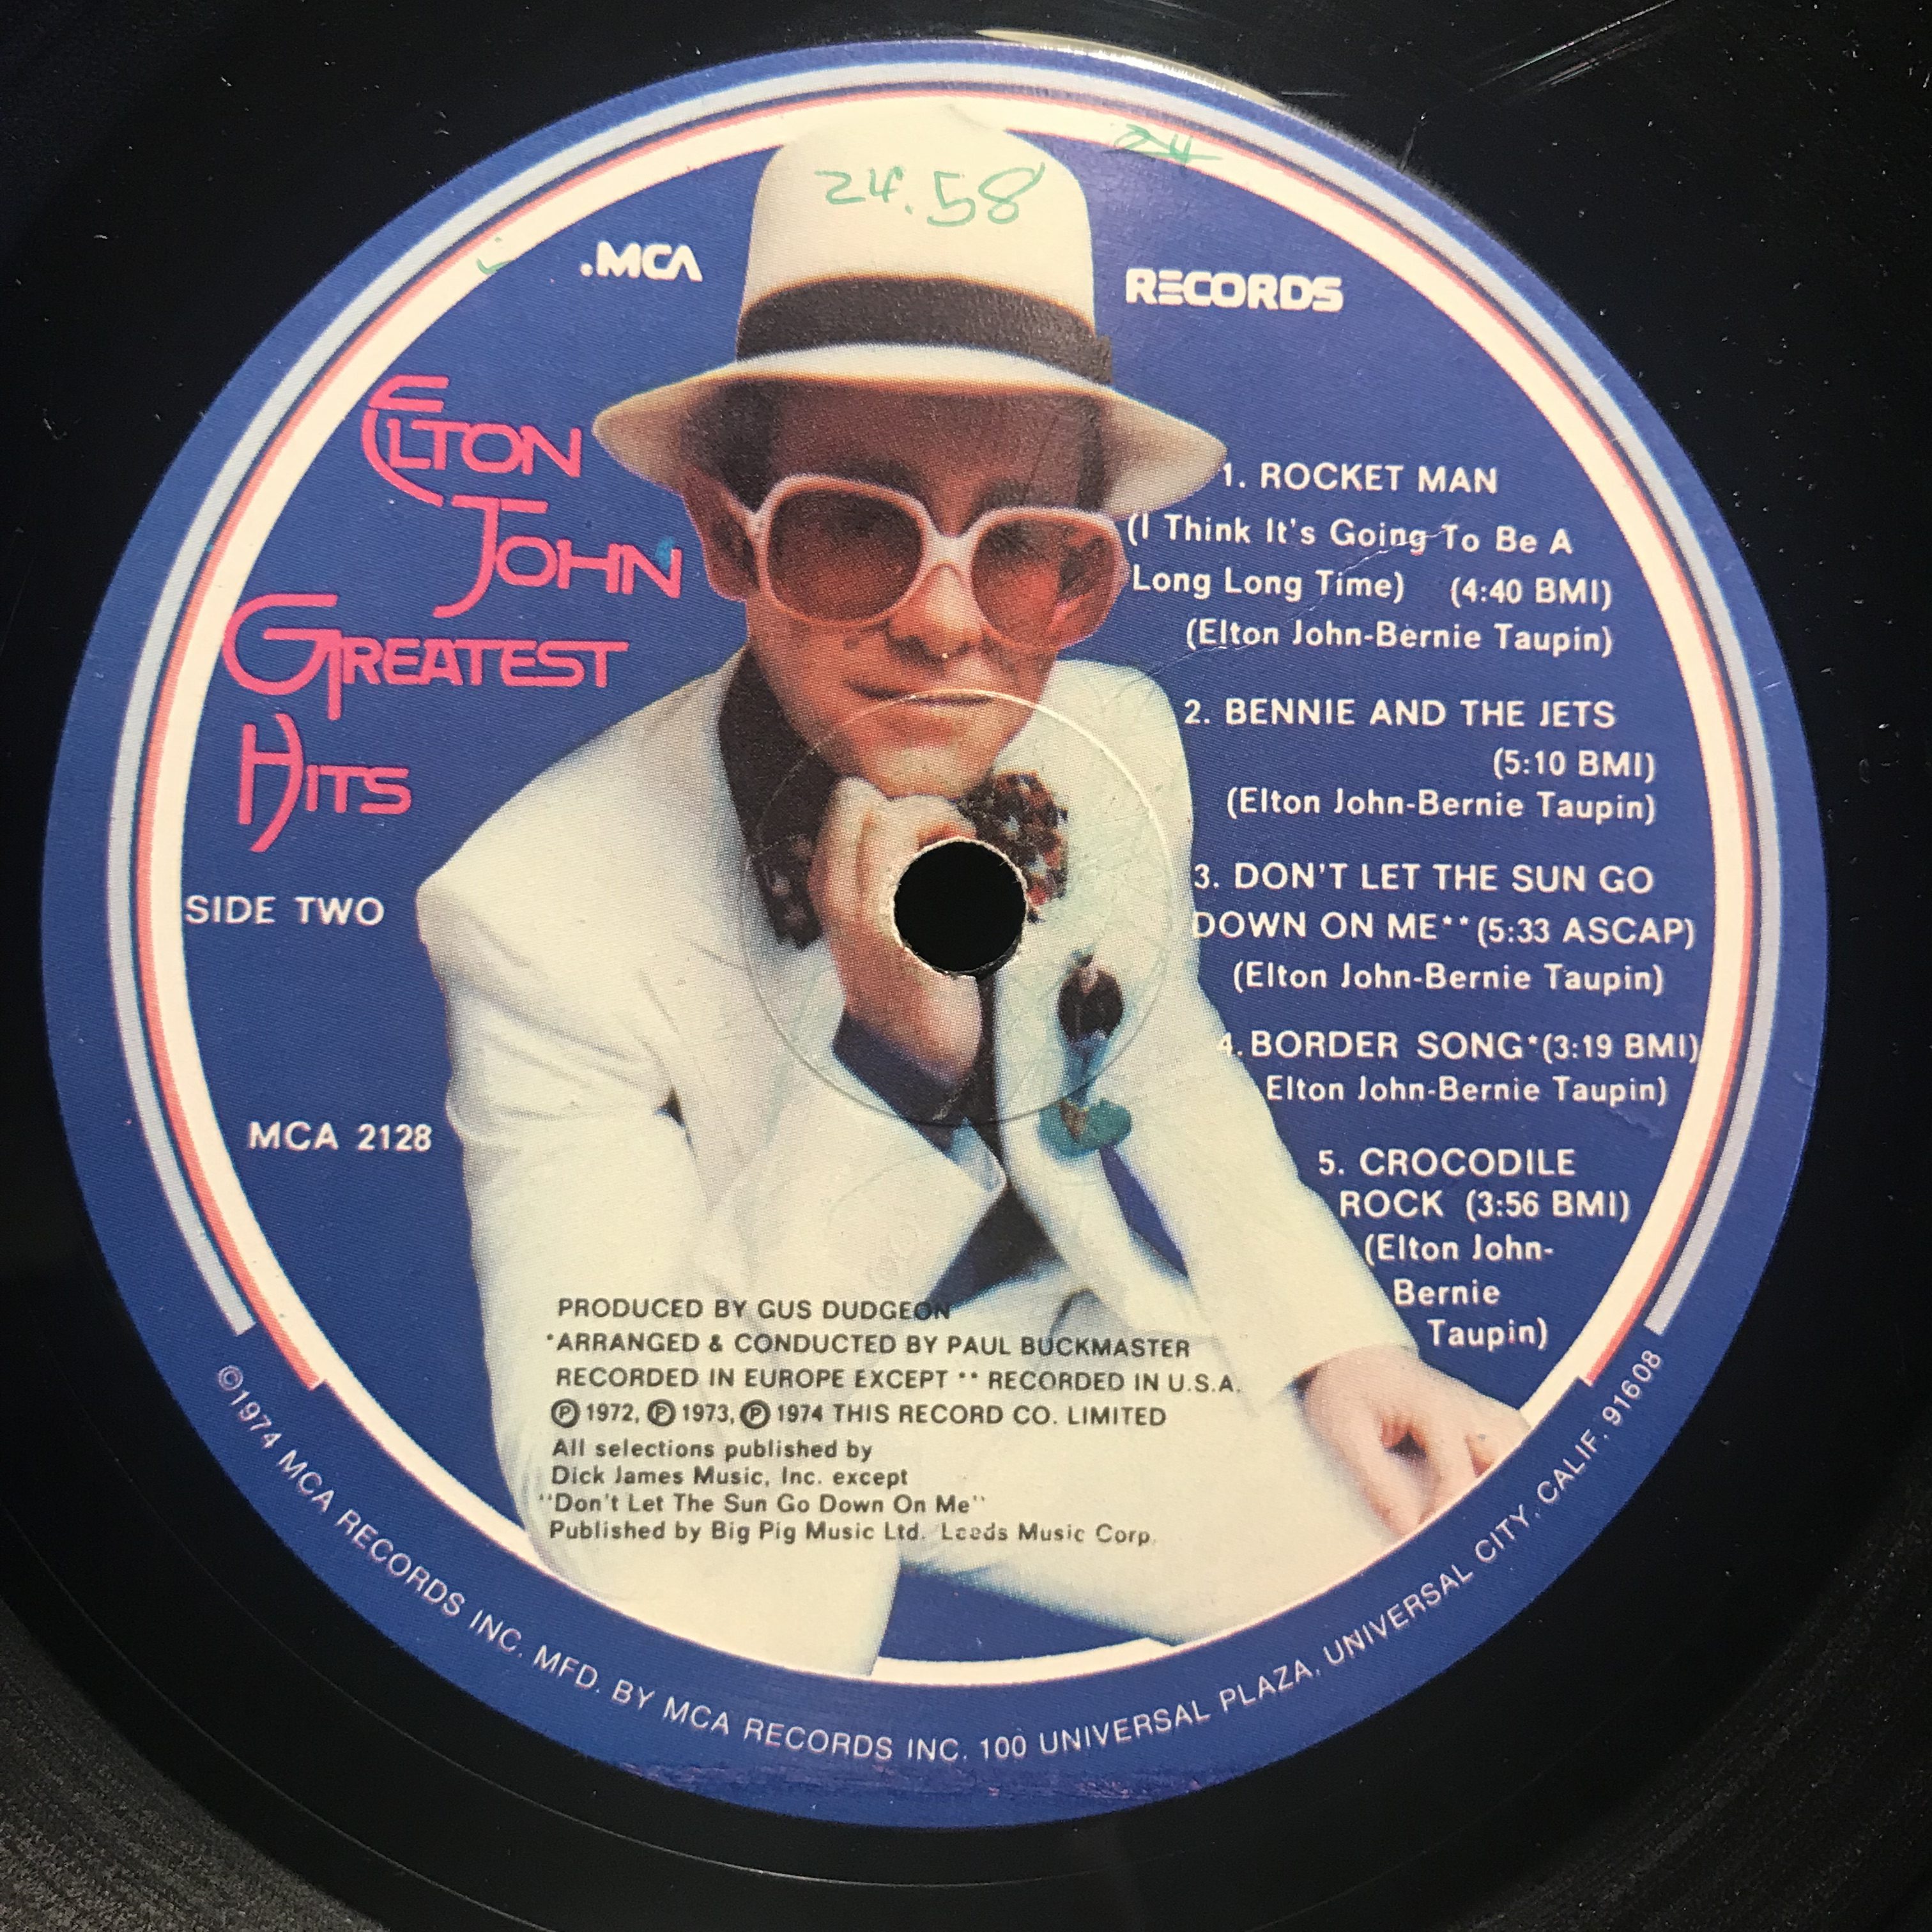 24
24.58
.MCA RECORDS
ELTON
JOHN
GREATEST
HITS
SIDE TWO
MCA 2128
1. ROCKET MAN
(I Think It's Going To Be A
Long Long Time) (4:40 BMI)
(Elton John-Bernie Taupin)
2. BENNIE AND THE JETS
(5:10 BMI)
(Elton John-Bernie Taupin)
3. DON'T LET THE SUN GO
DOWN ON ME** (5:33 ASCAP)
(Elton John-Bernie Taupin)
4. BORDER SONG*(3:19 BMI)
Elton John-Bernie Taupin)
5. CROCODILE
ROCK (3:56 BMI)
(Elton John-
Bernie
Taupin)
PRODUCED BY GUS DUDGEON
*ARRANGED & CONDUCTED BY PAUL BUCKMASTER
RECORDED IN EUROPE EXCEPT ** RECORDED IN U.S.A.
℗ 1972, ℗ 1973, ℗ 1974 THIS RECORD CO. LIMITED
All selections published by
Dick James Music, Inc. except
"Don't Let The Sun Go Down On Me"
Published by Big Pig Music Ltd. Leeds Music Corp.
©1974 MCA RECORDS INC. MFD. BY MCA RECORDS INC. 100 UNIVERSAL PLAZA, UNIVERSAL CITY, CALIF. 91608